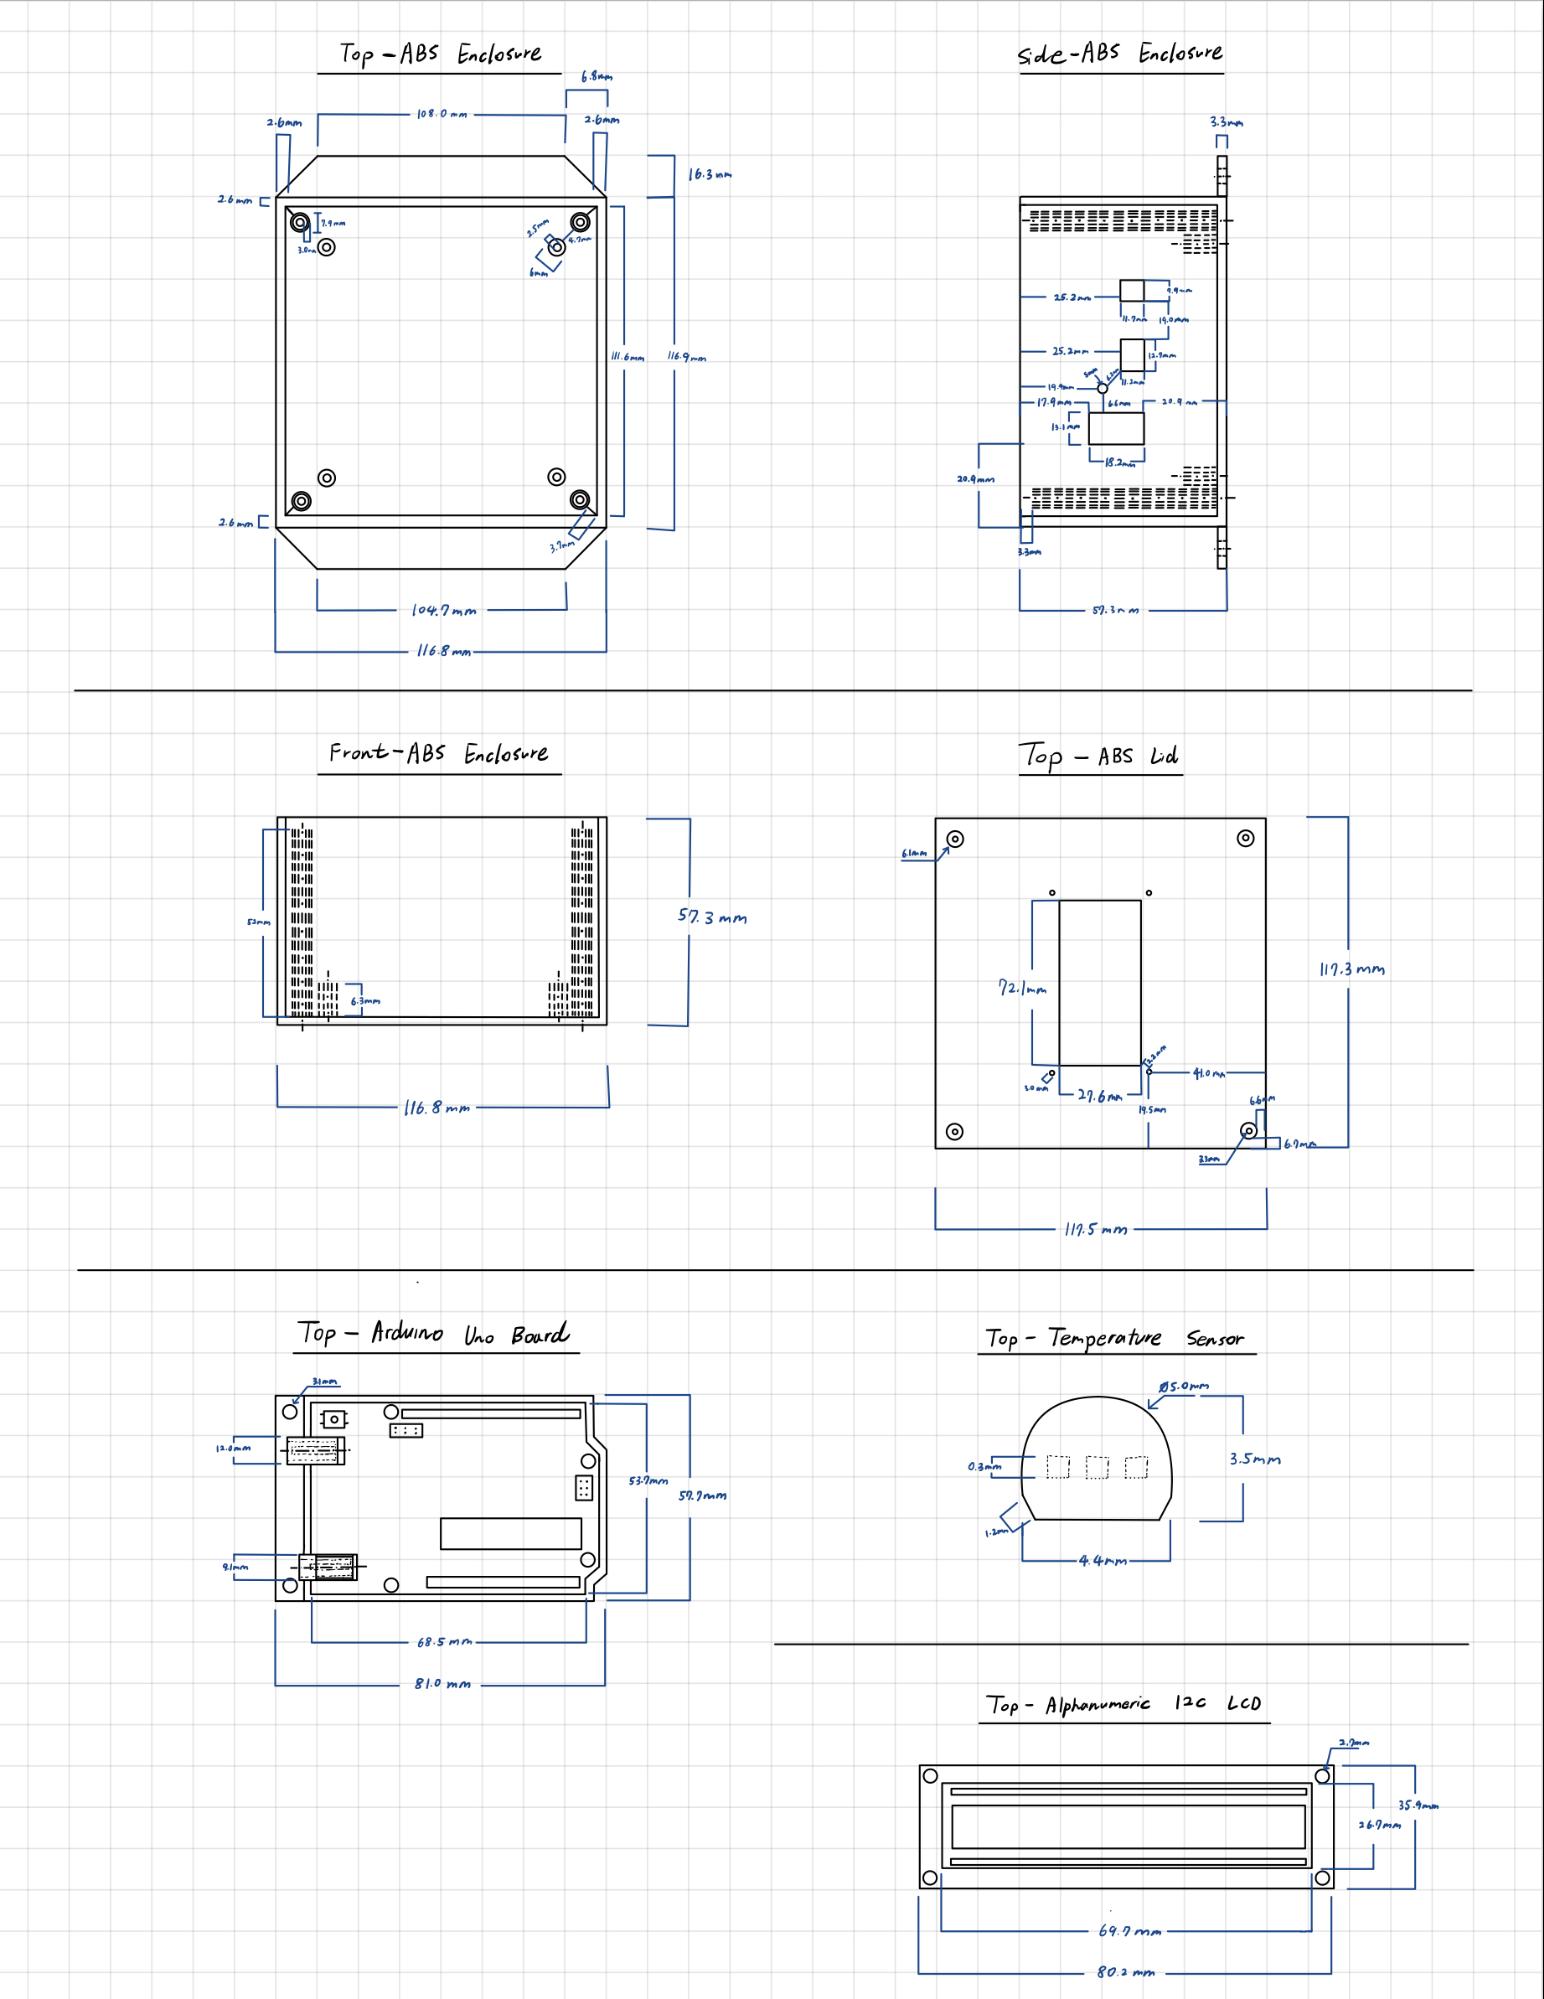 Top-ABS Enclosure
Side-ABS Enclosure
6.8mm
108.0 mm
2.6mm
2.6mm
3.3mm
16.3 mm
2.6mm
7.9mm
3.0mm
2.5mm
4.7mm
6mm
25.2mm
9.9mm
11.7mm
19.0mm
111.6mm
116.9mm
25.2mm
12.7mm
11.2mm
5mm
19.9mm
17.9mm
6.6mm
20.9 mm
13.1mm
18.2mm
20.9mm
2.6mm
3.7mm
3.3mm
104.7mm
57.3mm
116.8mm
Front-ABS Enclosure
Top - ABS Lid
6.1mm
52mm
57.3 mm
6.3mm
117.3mm
72.1mm
2.2mm
41.0mm
3.0mm
27.6mm
19.5mm
6.6mm
6.7mm
116.8 mm
117.5 mm
Top - Arduino Uno Board
Top - Temperature Sensor
3.1mm
Ø5.0mm
12.0mm
53.7mm
57.7mm
0.3mm
3.5mm
1.2mm
9.1mm
4.4mm
68.5 mm
81.0 mm
Top- Alphanumeric I2C LCD
2.7mm
35.9mm
26.7mm
69.7mm
80.2mm